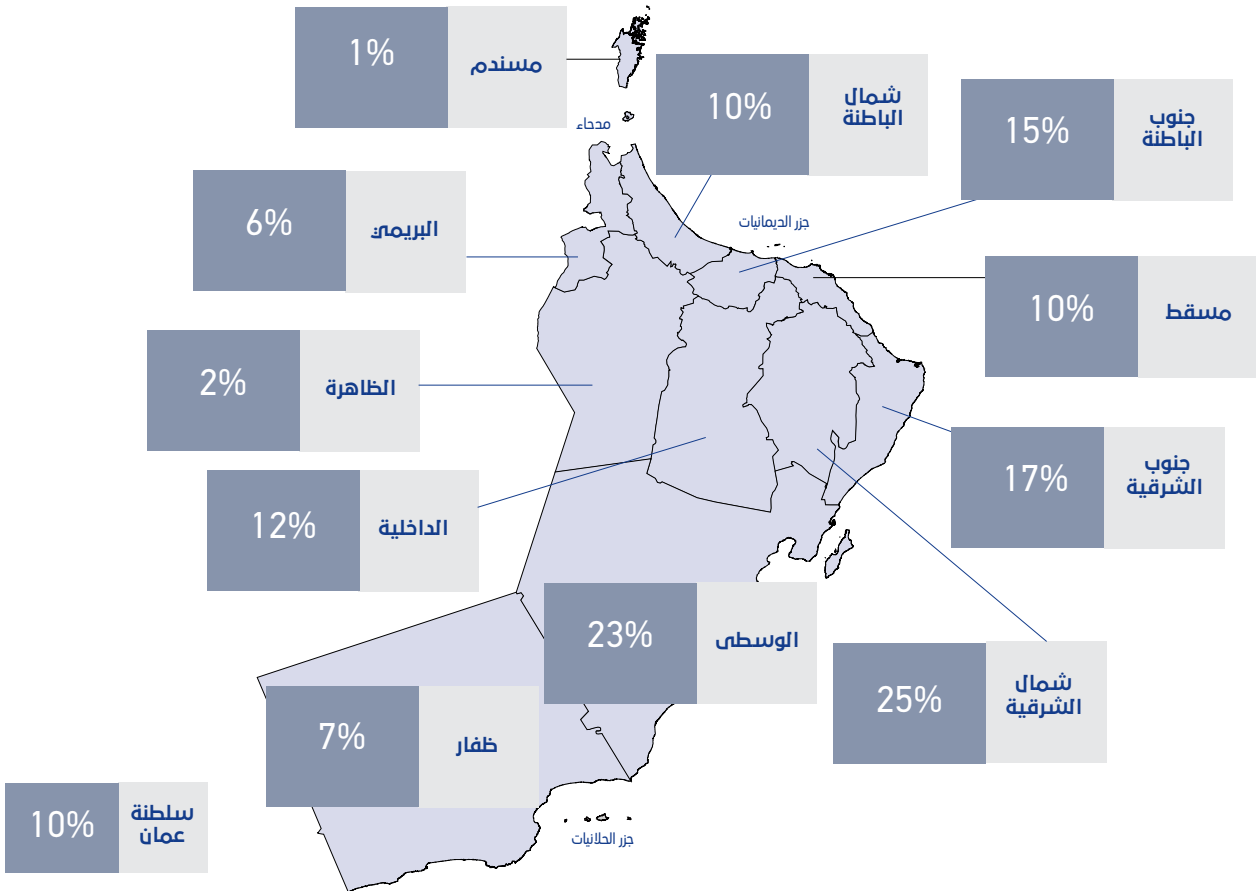 1%
مسندم
10%
شمال
الباطنة
15%
جنوب
الباطنة
مدحاء
6%
البريمي
جزر الديمانيات
10%
مسقط
2%
الظاهرة
17%
جنوب
الشرقية
12%
الداخلية
23%
الوسطى
25%
شمال
الشرقية
7%
ظفار
10%
سلطنة
عمان
جزر الحلانيات